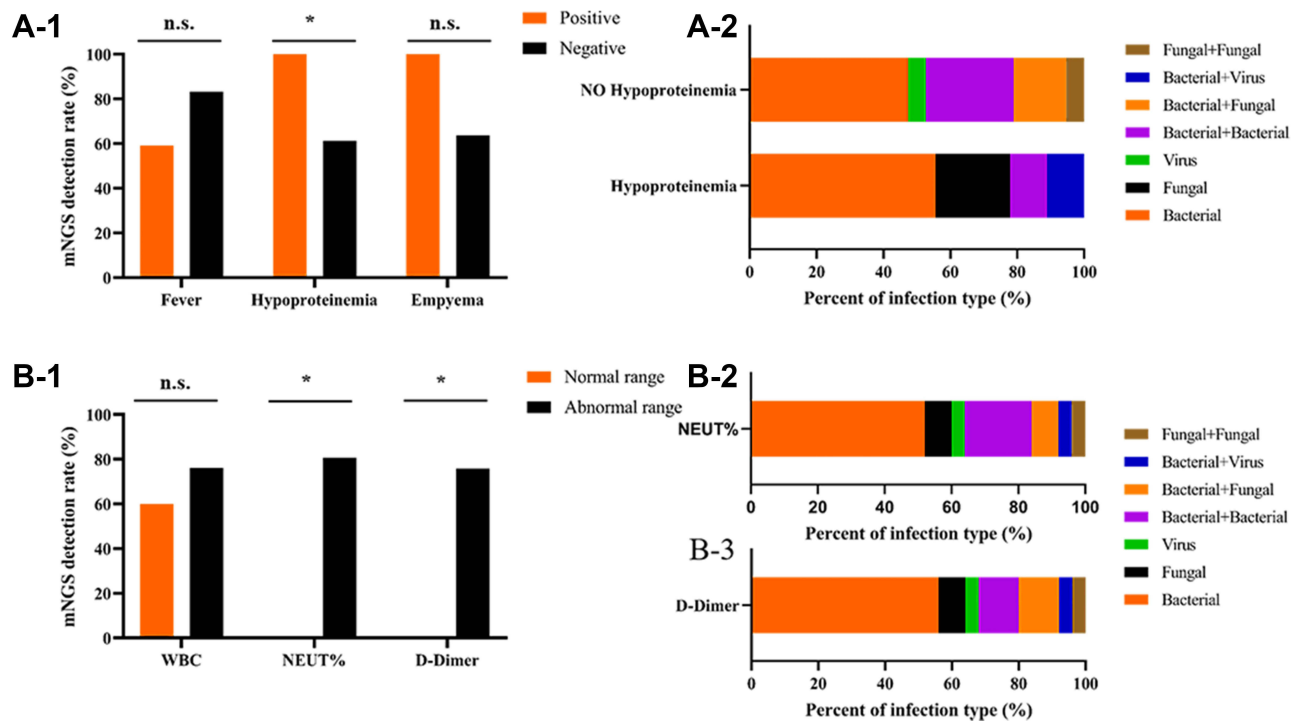 A-1
n.s.
*
n.s.
Positive
Negative
mNGS detection rate (%)
100
80
60
40
20
0
Fever
Hypoproteinemia
Empyema
A-2
NO Hypoproteinemia
Hypoproteinemia
0 20 40 60 80 100
Percent of infection type (%)
Fungal+Fungal
Bacterial+Virus
Bacterial+Fungal
Bacterial+Bacterial
Virus
Fungal
Bacterial
B-1
n.s.
*
*
Normal range
Abnormal range
mNGS detection rate (%)
100
80
60
40
20
0
WBC
NEUT%
D-Dimer
B-2
NEUT%
0 20 40 60 80 100
Percent of infection type (%)
B-3
D-Dimer
0 20 40 60 80 100
Percent of infection type (%)
Fungal+Fungal
Bacterial+Virus
Bacterial+Fungal
Bacterial+Bacterial
Virus
Fungal
Bacterial